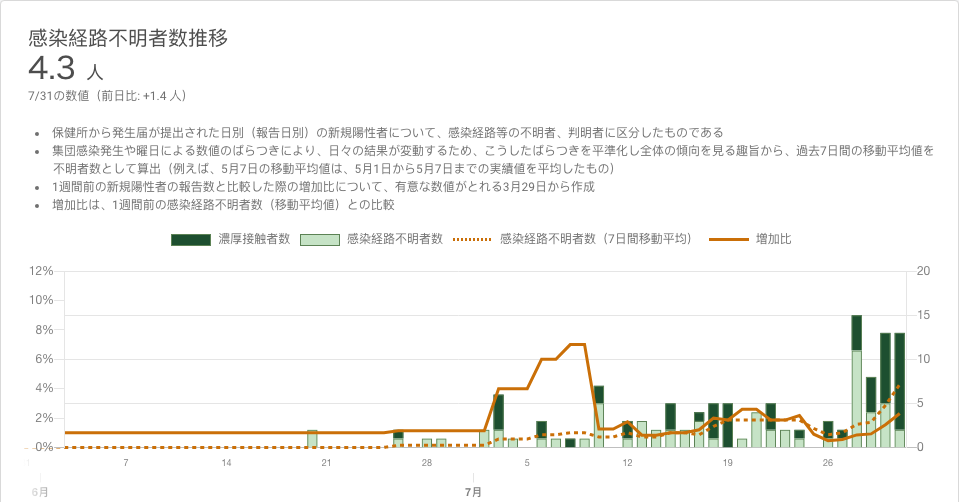 感染経路不明者数推移
4.3 人
7/31の数値（前日比: +1.4 人）
• 保健所から発生届が提出された日別（報告日別）の新規陽性者について、感染経路等の不明者、判明者に区分したものである
• 集団感染発生や曜日による数値のばらつきにより、日々の結果が変動するため、こうしたばらつきを平準化し全体の傾向を見る趣旨から、過去7日間の移動平均値を
不明者数として算出（例えば、5月7日の移動平均値は、5月1日から5月7日までの実績値を平均したもの）
• 1週間前の新規陽性者の報告数と比較した際の増加比について、有意な数値がとれる3月29日から作成
• 増加比は、1週間前の感染経路不明者数（移動平均値）との比較
濃厚接触者数 感染経路不明者数 感染経路不明者数（7日間移動平均） 増加比
12% 20
10% 15
8%
6% 10
4% 5
2%
0% 0
7 14 21 28 5 12 19 26
6月 7月